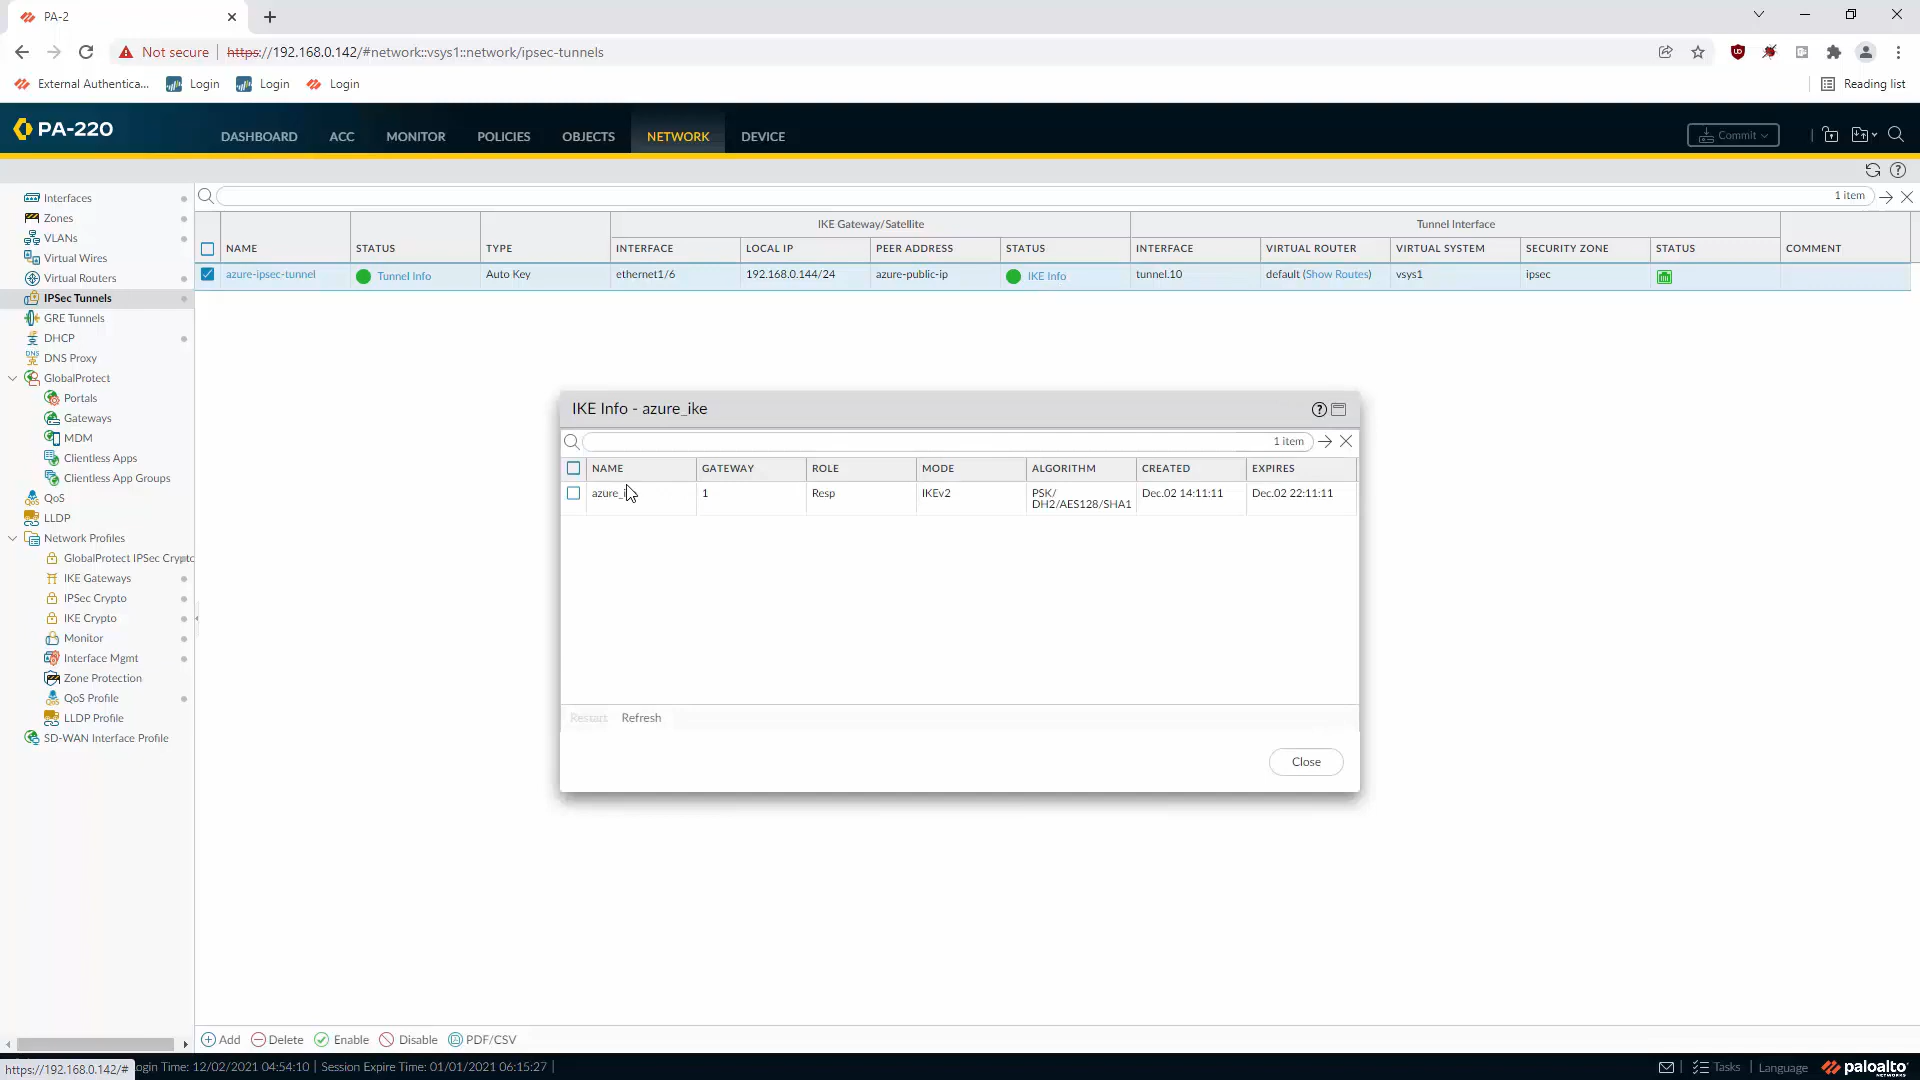 PA-2
Not secure https://192.168.0.142/#network::vsys1::network/ipsec-tunnels
External Authentica... Login Login Login Reading list
PA-220 DASHBOARD ACC MONITOR POLICIES OBJECTS NETWORK DEVICE Commit
1 item
Interfaces
Zones
VLANs
Virtual Wires
Virtual Routers
IPSec Tunnels
GRE Tunnels
DHCP
DNS DNS Proxy
GlobalProtect
Portals
Gateways
MDM
Clientless Apps
Clientless App Groups
QoS
LLDP
Network Profiles
GlobalProtect IPSec Crypto
IKE Gateways
IPSec Crypto
IKE Crypto
Monitor
Interface Mgmt
Zone Protection
QoS Profile
LLDP Profile
SD-WAN Interface Profile
IKE Gateway/Satellite Tunnel Interface
NAME STATUS TYPE INTERFACE LOCAL IP PEER ADDRESS STATUS INTERFACE VIRTUAL ROUTER VIRTUAL SYSTEM SECURITY ZONE STATUS COMMENT
azure-ipsec-tunnel Tunnel Info Auto Key ethernet1/6 192.168.0.144/24 azure-public-ip IKE Info tunnel.10 default (Show Routes) vsys1 ipsec
IKE Info - azure_ike
1 item
NAME GATEWAY ROLE MODE ALGORITHM CREATED EXPIRES
1 Resp IKEv2 PSK/ Dec.02 14:11:11 Dec.02 22:11:11
DH2/AES128/SHA1
Restart Refresh
Close
Add Delete Enable Disable PDF/CSV
https://192.168.0.142/# Time: 12/02/2021 04:54:10 | Session Expire Time: 01/01/2021 06:15:27 | Tasks | Language paloalto NETWORKS